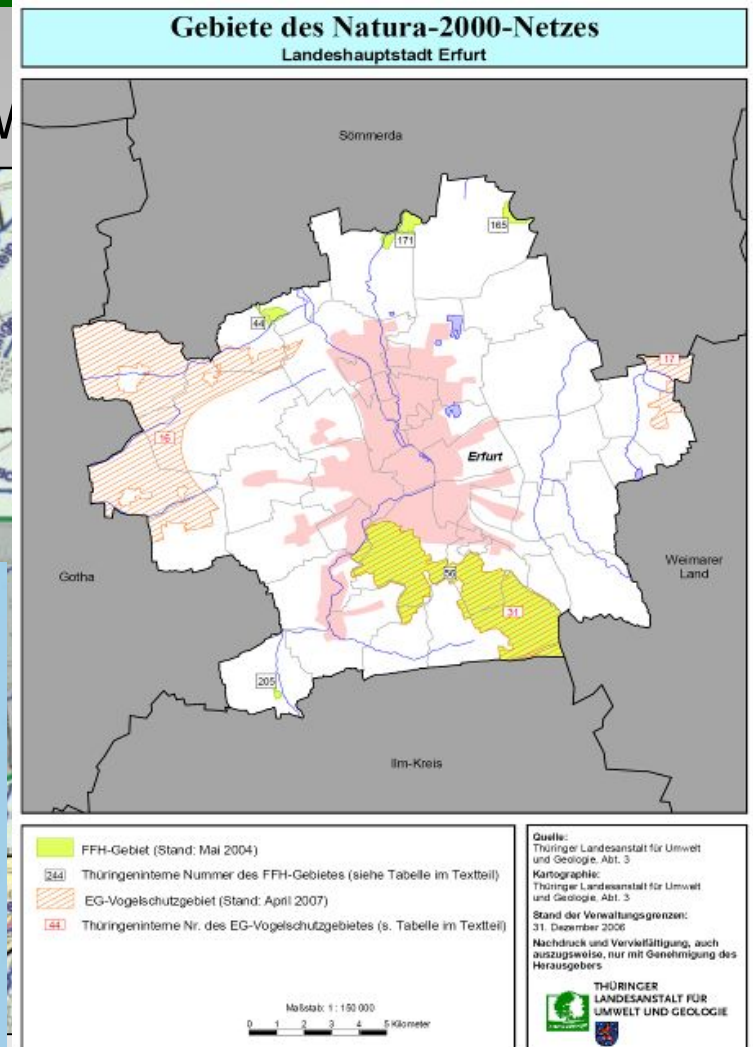 Gebiete des Natura-2000-Netzes
Landeshauptstadt Erfurt
Sömmerda
171
165
44
17
16
Erfurt
Gotha
56
Weimarer
Land
31
205
Ilm-Kreis
FFH-Gebiet (Stand: Mai 2004)
244 Thüringeninterne Nummer des FFH-Gebietes (siehe Tabelle im Textteil)
EG-Vogelschutzgebiet (Stand: April 2007)
44 Thüringeninterne Nr. des EG-Vogelschutzgebietes (s. Tabelle im Textteil)
Maßstab: 1 : 150 000
0 1 2 3 4 5 Kilometer
Quelle:
Thüringer Landesanstalt für Umwelt
und Geologie, Abt. 3
Kartographie:
Thüringer Landesanstalt für Umwelt
und Geologie, Abt. 3
Stand der Verwaltungsgrenzen:
31. Dezember 2006
Nachdruck und Vervielfältigung, auch
auszugsweise, nur mit Genehmigung des
Herausgebers
THÜRINGER
LANDESANSTALT FÜR
UMWELT UND GEOLOGIE